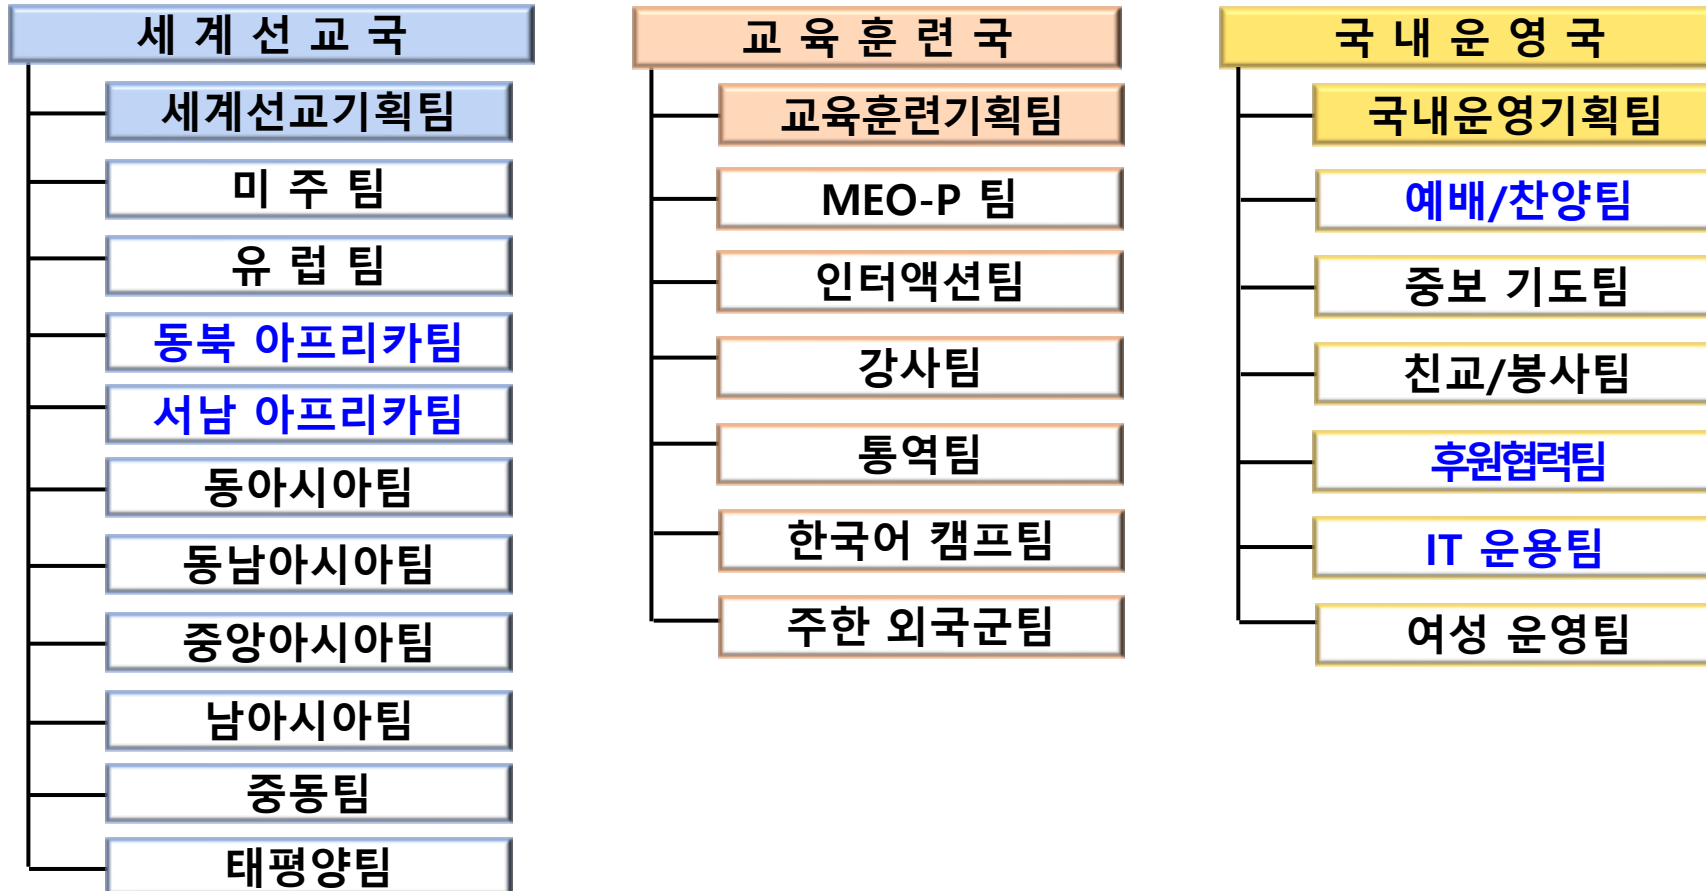 세 계 선 교 국
세계선교기획팀
미 주 팀
유 럽 팀
동북 아프리카팀
서남 아프리카팀
동아시아팀
동남아시아팀
중앙아시아팀
남아시아팀
중동팀
태평양팀
교 육 훈 련 국
교육훈련기획팀
MEO-P 팀
인터액션팀
강사팀
통역팀
한국어 캠프팀
주한 외국군팀
국 내 운 영 국
국내운영기획팀
예배/찬양팀
중보 기도팀
친교/봉사팀
후원협력팀
IT 운용팀
여성 운영팀